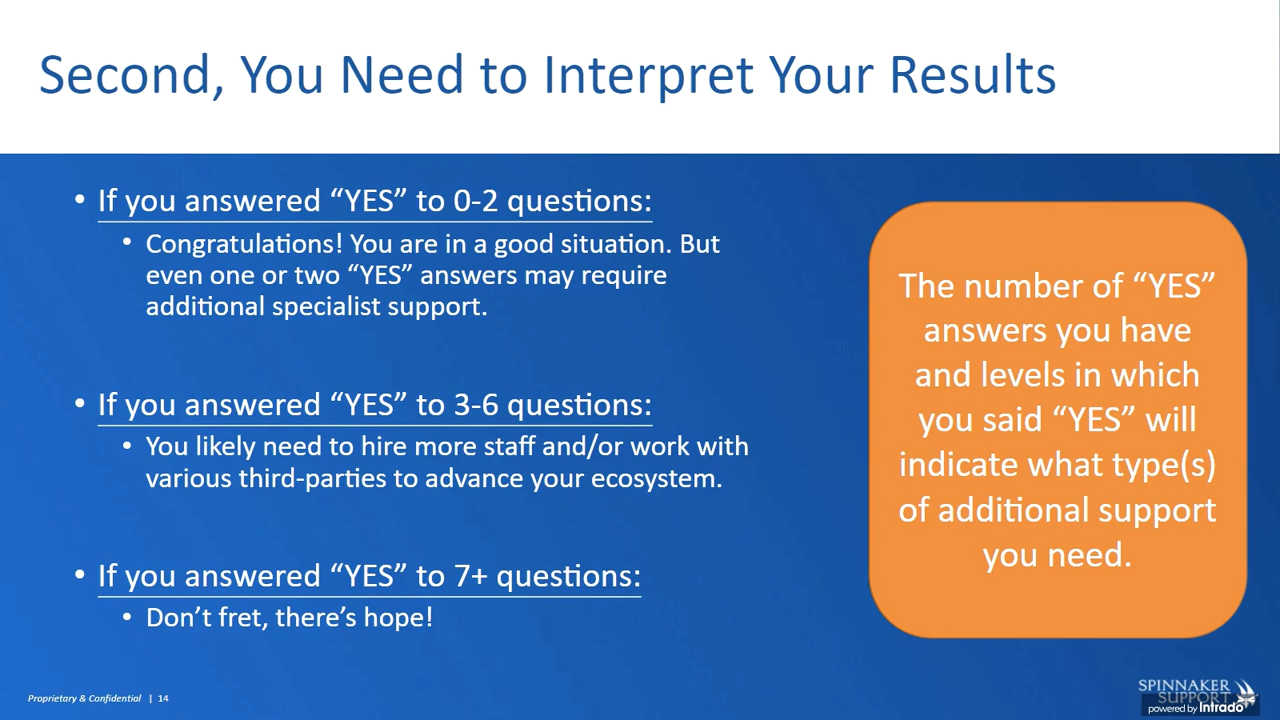 Second, You Need to Interpret Your Results
• If you answered “YES” to 0-2 questions:
• Congratulations! You are in a good situation. But
even one or two “YES” answers may require
additional specialist support.
• If you answered “YES” to 3-6 questions:
• You likely need to hire more staff and/or work with
various third-parties to advance your ecosystem.
• If you answered “YES” to 7+ questions:
• Don’t fret, there’s hope!
The number of “YES”
answers you have
and levels in which
you said “YES” will
indicate what type(s)
of additional support
you need.
Proprietary & Confidential | 14
SPINNAKER
SUPPORT
powered by Intrado